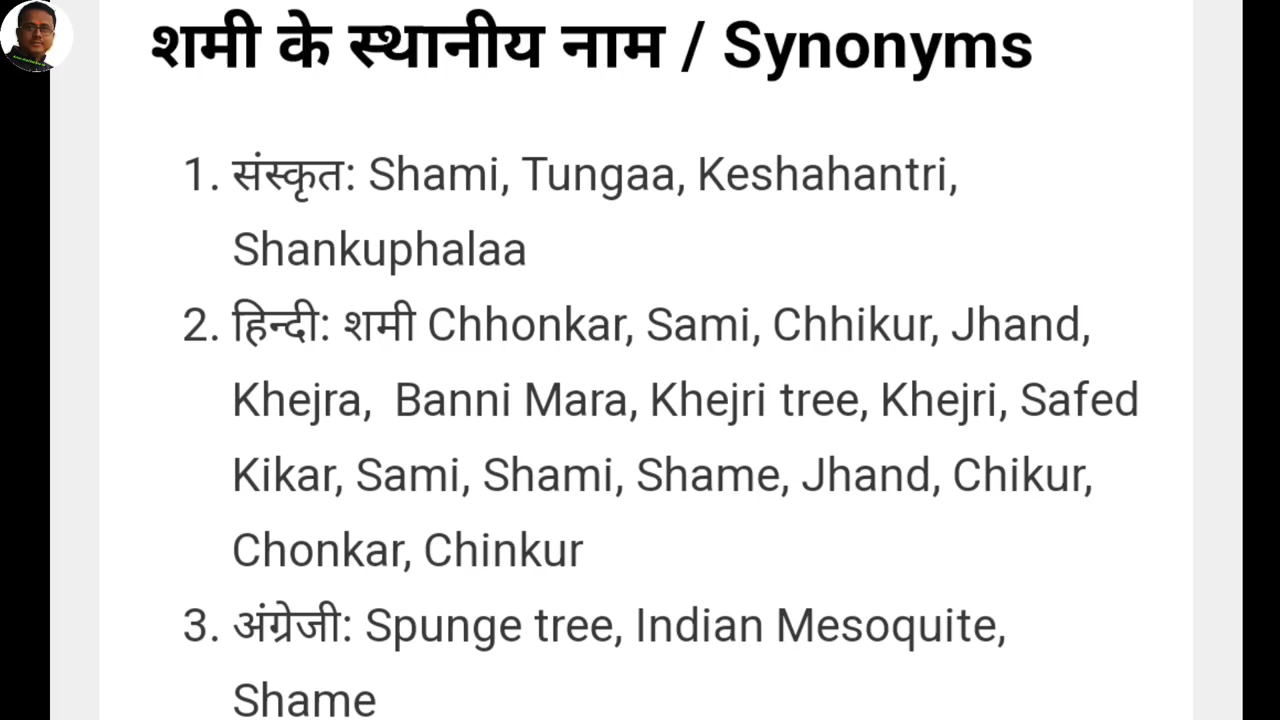 शमी के स्थानीय नाम / Synonyms
1. संस्कृत: Shami, Tungaa, Keshahantri,
Shankuphalaa
2. हिन्दी: शमी Chhonkar, Sami, Chhikur, Jhand,
Khejra, Banni Mara, Khejri tree, Khejri, Safed
Kikar, Sami, Shami, Shame, Jhand, Chikur,
Chonkar, Chinkur
3. अंग्रेजी: Spunge tree, Indian Mesoquite,
Shame